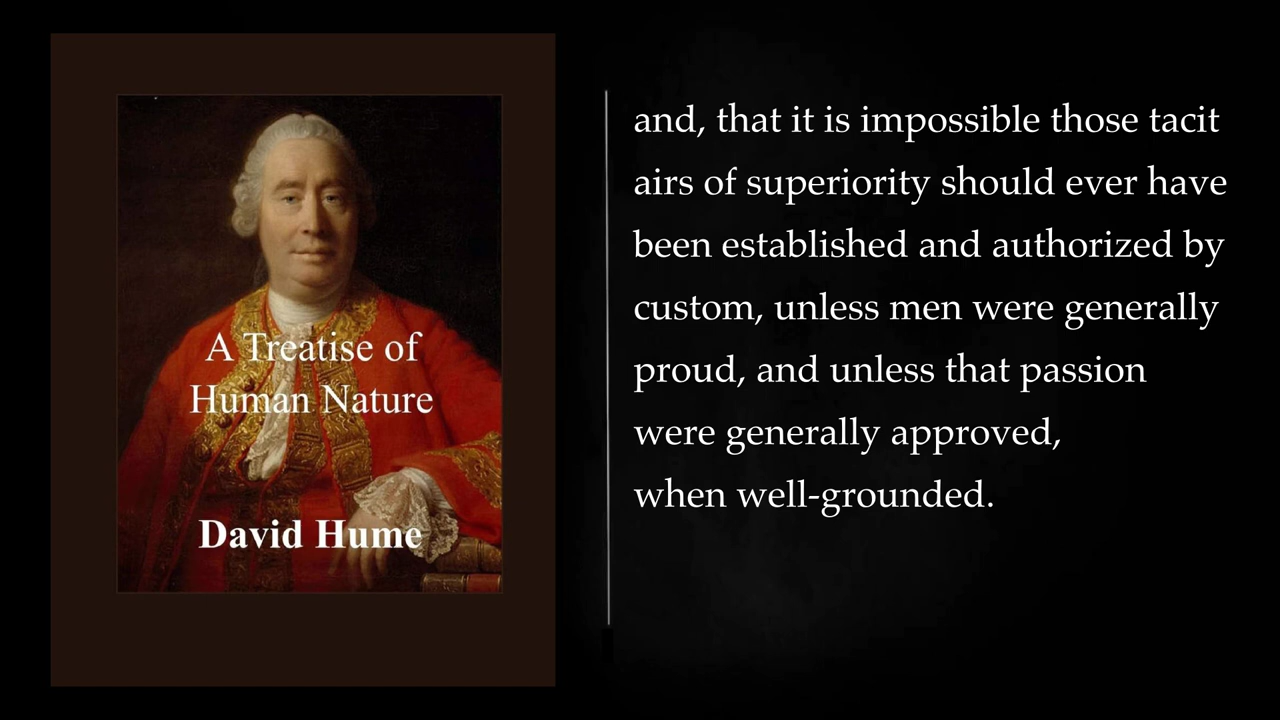 A Treatise of
Human Nature
David Hume
and, that it is impossible those tacit
airs of superiority should ever have
been established and authorized by
custom, unless men were generally
proud, and unless that passion
were generally approved,
when well-grounded.